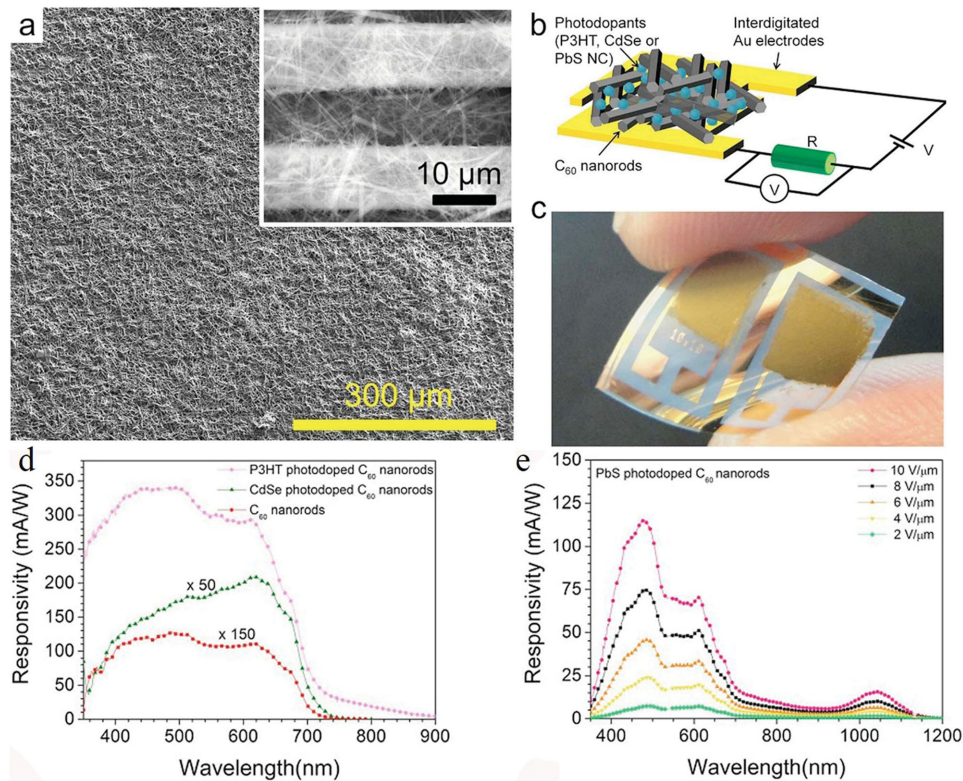 a
10 µm
300 µm
b
Photodopants
(P3HT, CdSe or
PbS NC)
Interdigitated
Au electrodes
R
V
V
C60 nanorods
c
d
P3HT photodoped C60 nanorods
CdSe photodoped C60 nanorods
C60 nanorods
x 50
x 150
350
300
250
200
150
100
50
0
Responsivity (mA/W)
400 500 600 700 800 900
Wavelength(nm)
e
PbS photodoped C60 nanorods
10 V/µm
8 V/µm
6 V/µm
4 V/µm
2 V/µm
150
125
100
75
50
25
0
Responsivity (mA/W)
400 600 800 1000 1200
Wavelength(nm)